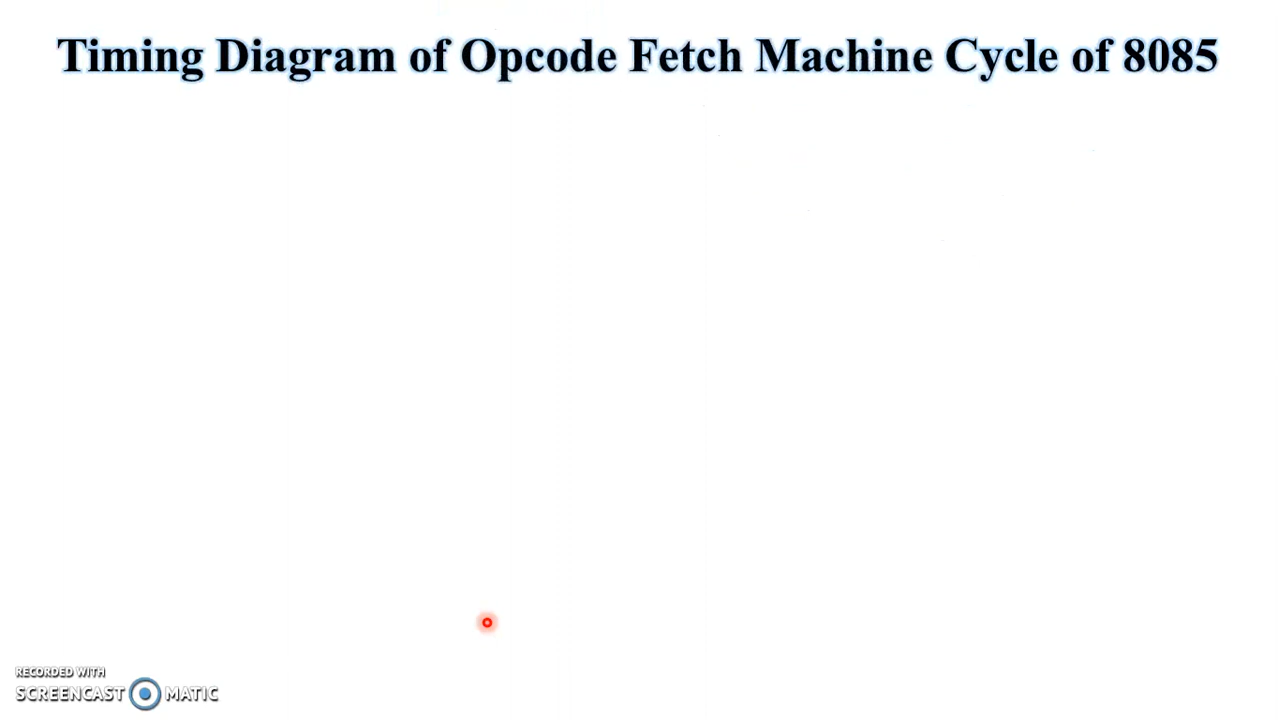 Timing Diagram of Opcode Fetch Machine Cycle of 8085
RECORDED WITH
SCREENCAST MATIC